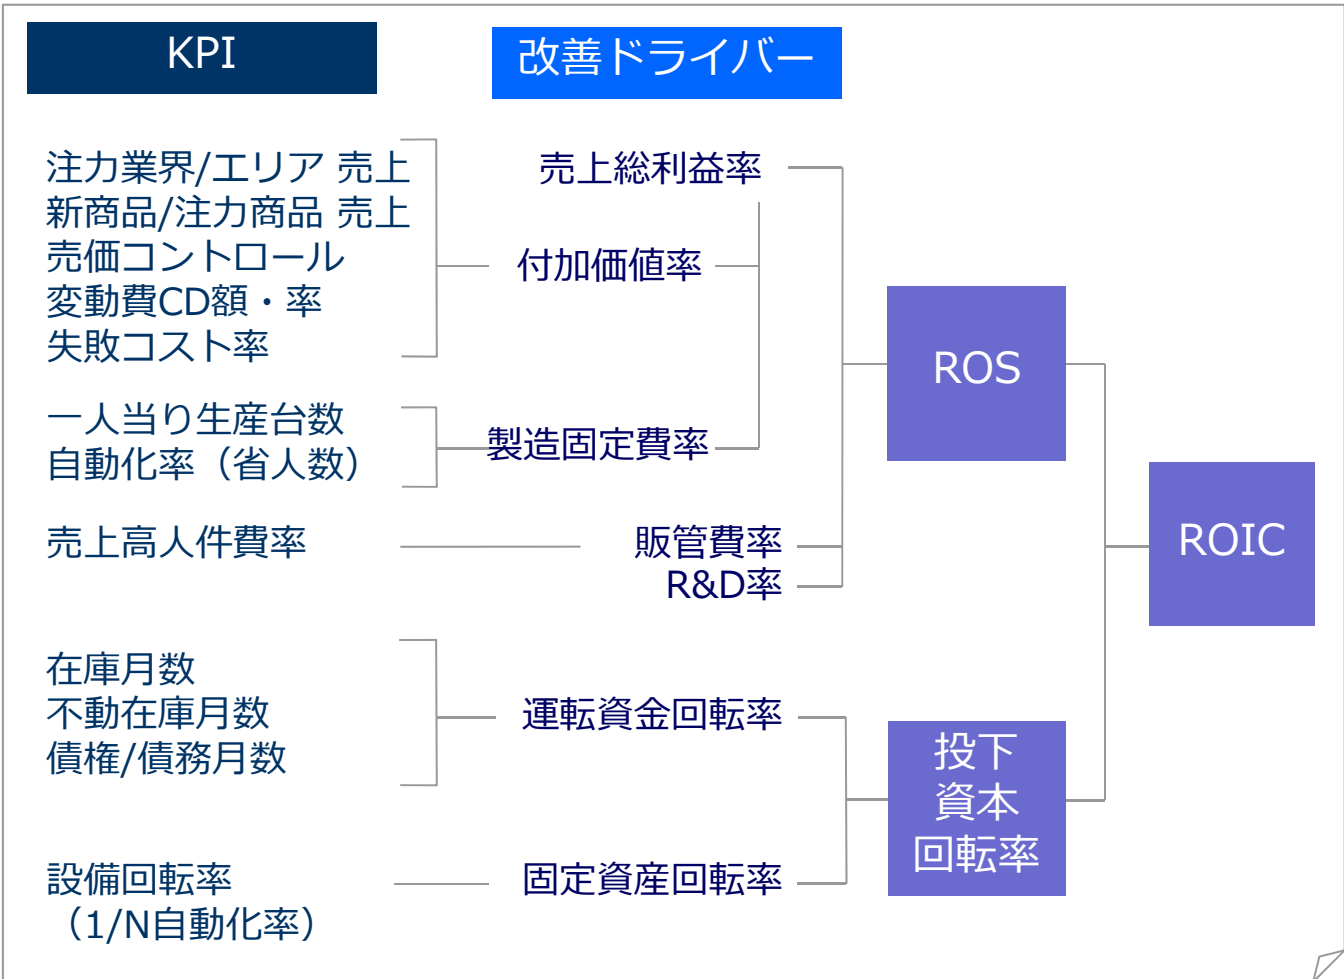 KPI
改善ドライバー
注力業界/エリア 売上
新商品/注力商品 売上
売価コントロール
変動費CD額・率
失敗コスト率
売上総利益率
付加価値率
一人当り生産台数
自動化率（省人数）
製造固定費率
売上高人件費率
販管費率
R&D率
ROS
ROIC
在庫月数
不動在庫月数
債権/債務月数
運転資金回転率
設備回転率
（1/N自動化率）
固定資産回転率
投下
資本
回転率